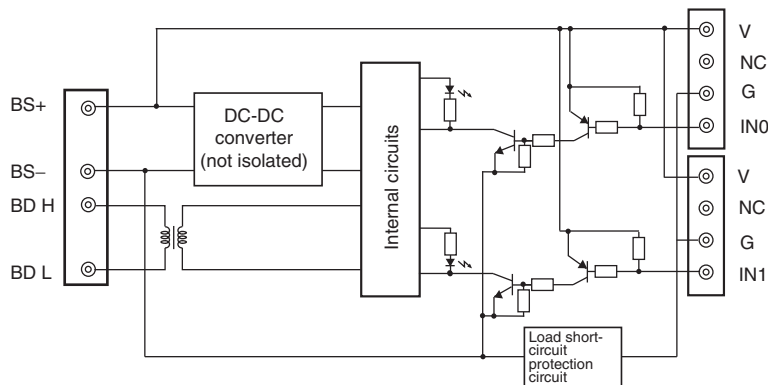 BS+
BS–
BD H
BD L
DC-DC
converter
(not isolated)
Internal circuits
V
NC
G
IN0
V
NC
G
IN1
Load short-
circuit
protection
circuit